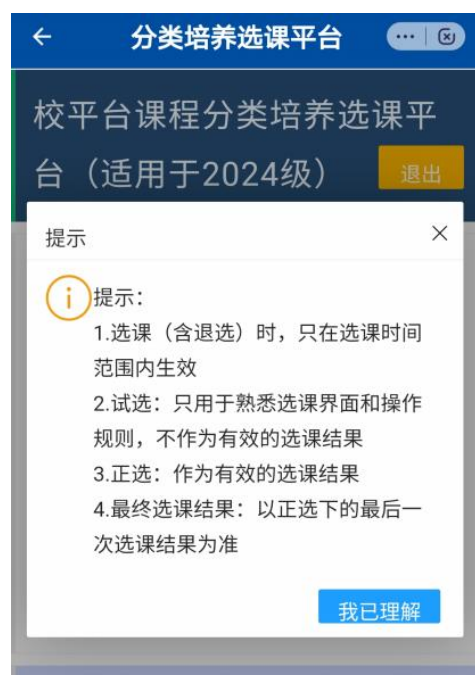 分类培养选课平台
校平台课程分类培养选课平
台（适用于2024级）
退出
提示
提示：
1.选课（含退选）时，只在选课时间
范围内生效
2.试选：只用于熟悉选课界面和操作
规则，不作为有效的选课结果
3.正选：作为有效的选课结果
4.最终选课结果：以正选下的最后一
次选课结果为准
我已理解